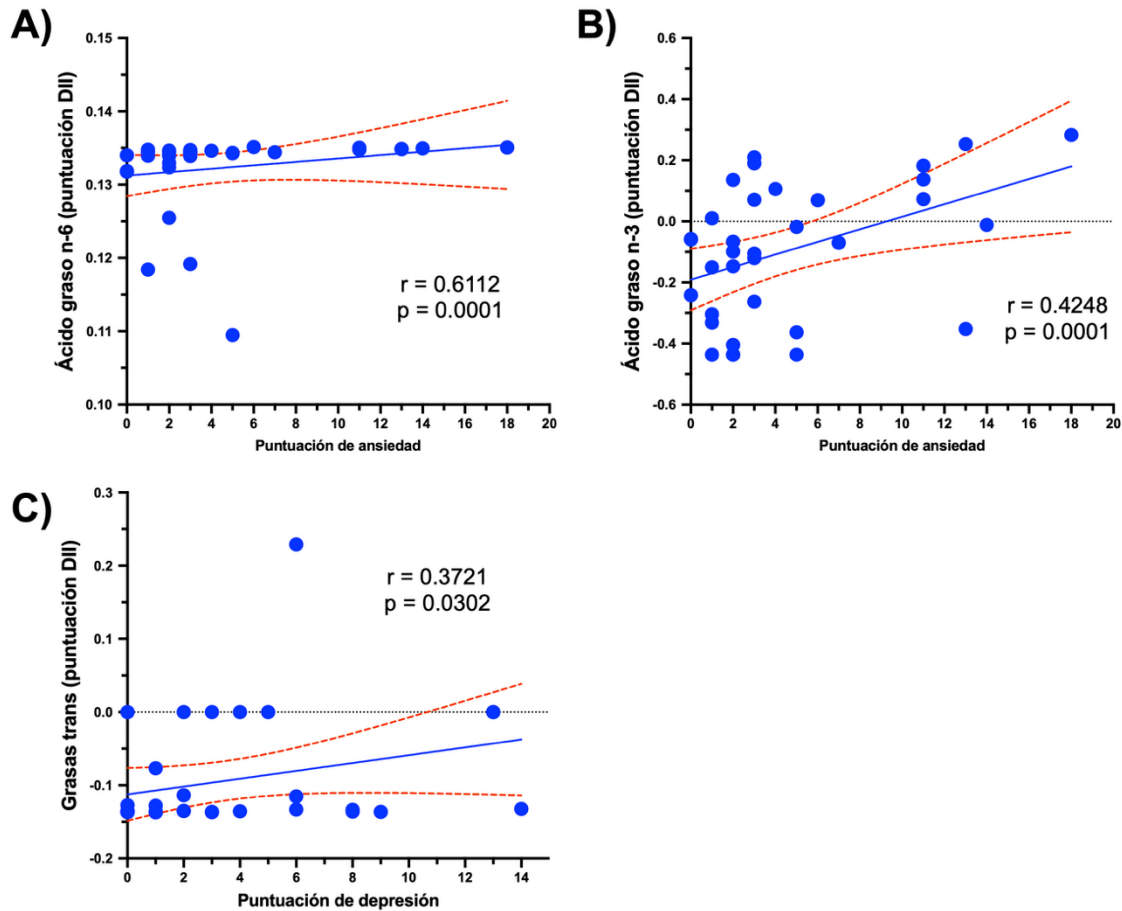 A)
Ácido graso n-6 (puntuación DII)
0.15
0.14
0.13
0.12
0.11
0.10
r = 0.6112
p = 0.0001
0 2 4 6 8 10 12 14 16 18 20
Puntuación de ansiedad
B)
Ácido graso n-3 (puntuación DII)
0.6
0.4
0.2
0.0
-0.2
-0.4
-0.6
r = 0.4248
p = 0.0001
0 2 4 6 8 10 12 14 16 18 20
Puntuación de ansiedad
C)
Grasas trans (puntuación DII)
0.3
0.2
0.1
0.0
-0.1
-0.2
r = 0.3721
p = 0.0302
0 2 4 6 8 10 12 14
Puntuación de depresión